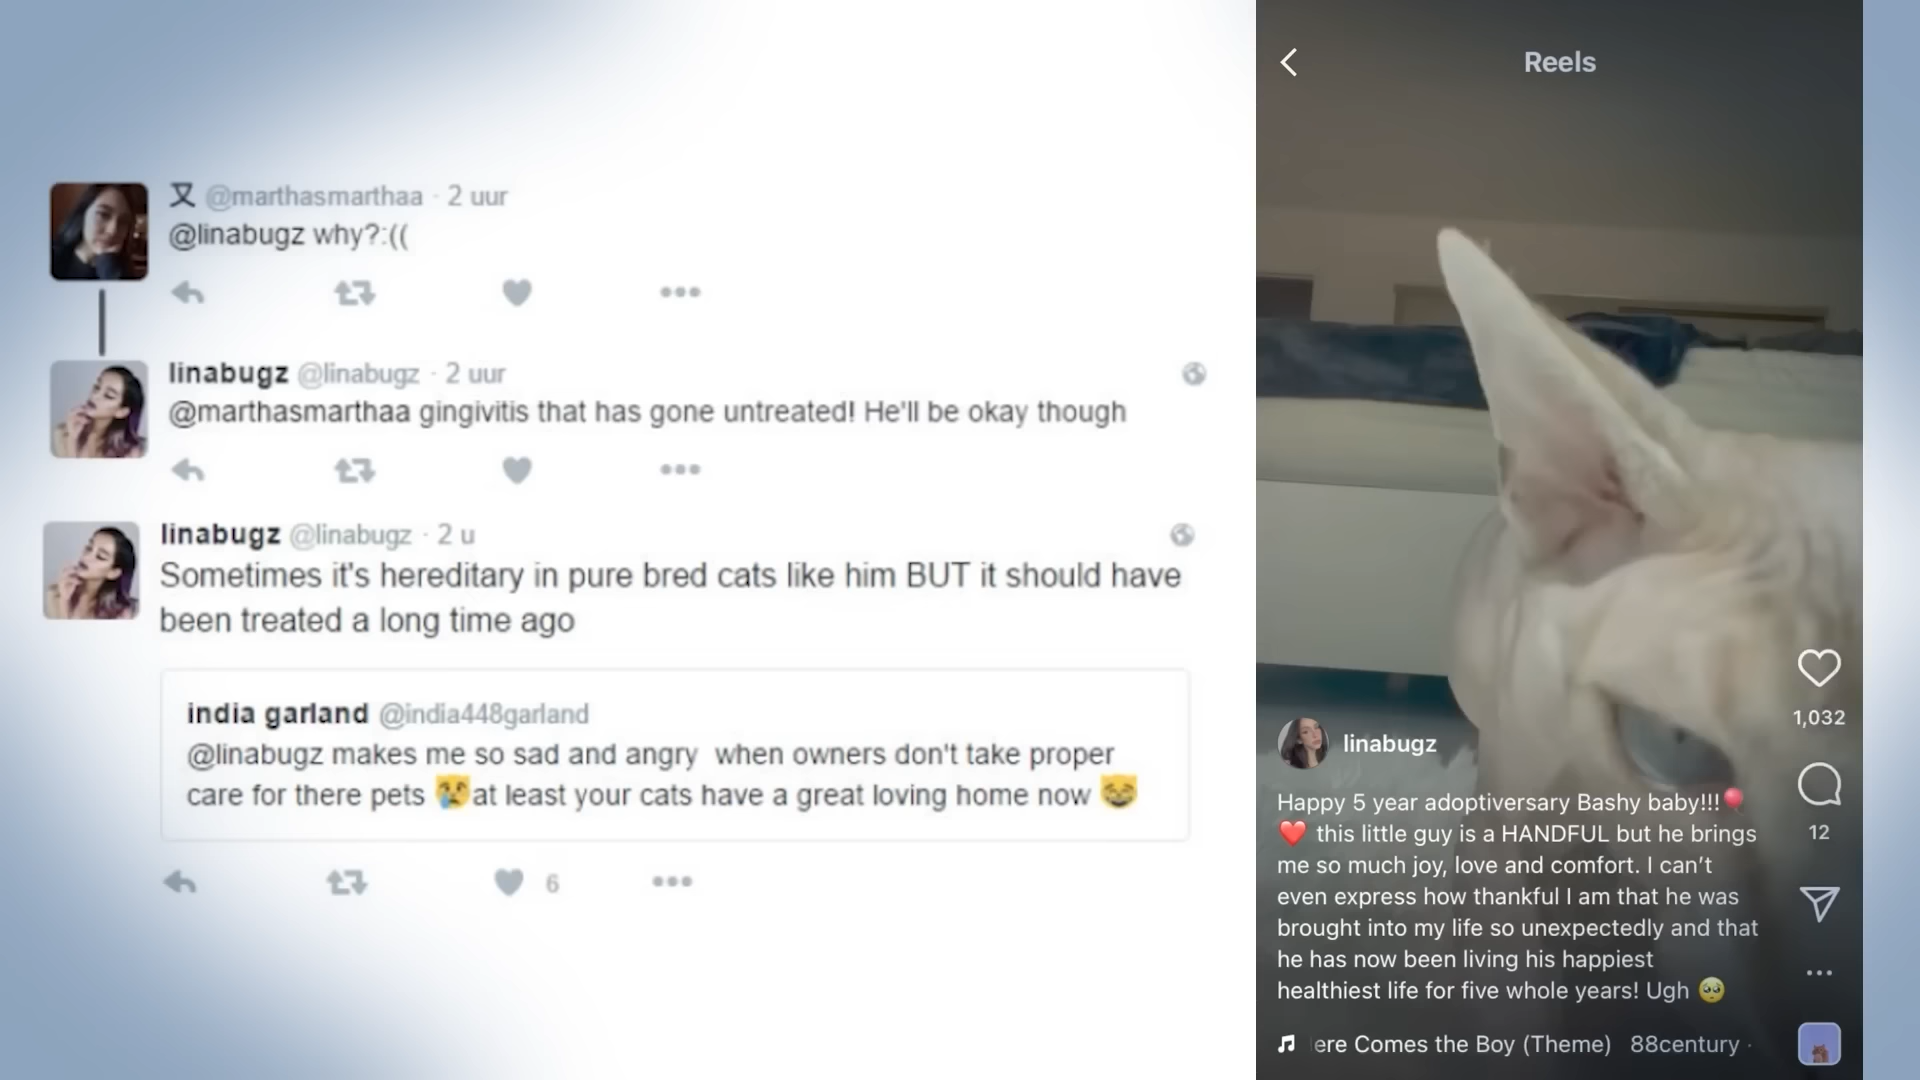 又 @marthasmarthaa · 2 uur
@linabugz why?:((
linabugz @linabugz · 2 uur
@marthasmarthaa gingivitis that has gone untreated! He'll be okay though
linabugz @linabugz · 2 u
Sometimes it's hereditary in pure bred cats like him BUT it should have
been treated a long time ago
india garland @india448garland
@linabugz makes me so sad and angry when owners don't take proper
care for there pets 😿at least your cats have a great loving home now 😺
6
Reels
1,032
linabugz
12
Happy 5 year adoptiversary Bashy baby!!!🎈
❤️ this little guy is a HANDFUL but he brings
me so much joy, love and comfort. I can’t
even express how thankful I am that he was
brought into my life so unexpectedly and that
he has now been living his happiest
healthiest life for five whole years! Ugh 🥺
ere Comes the Boy (Theme) 88century ·